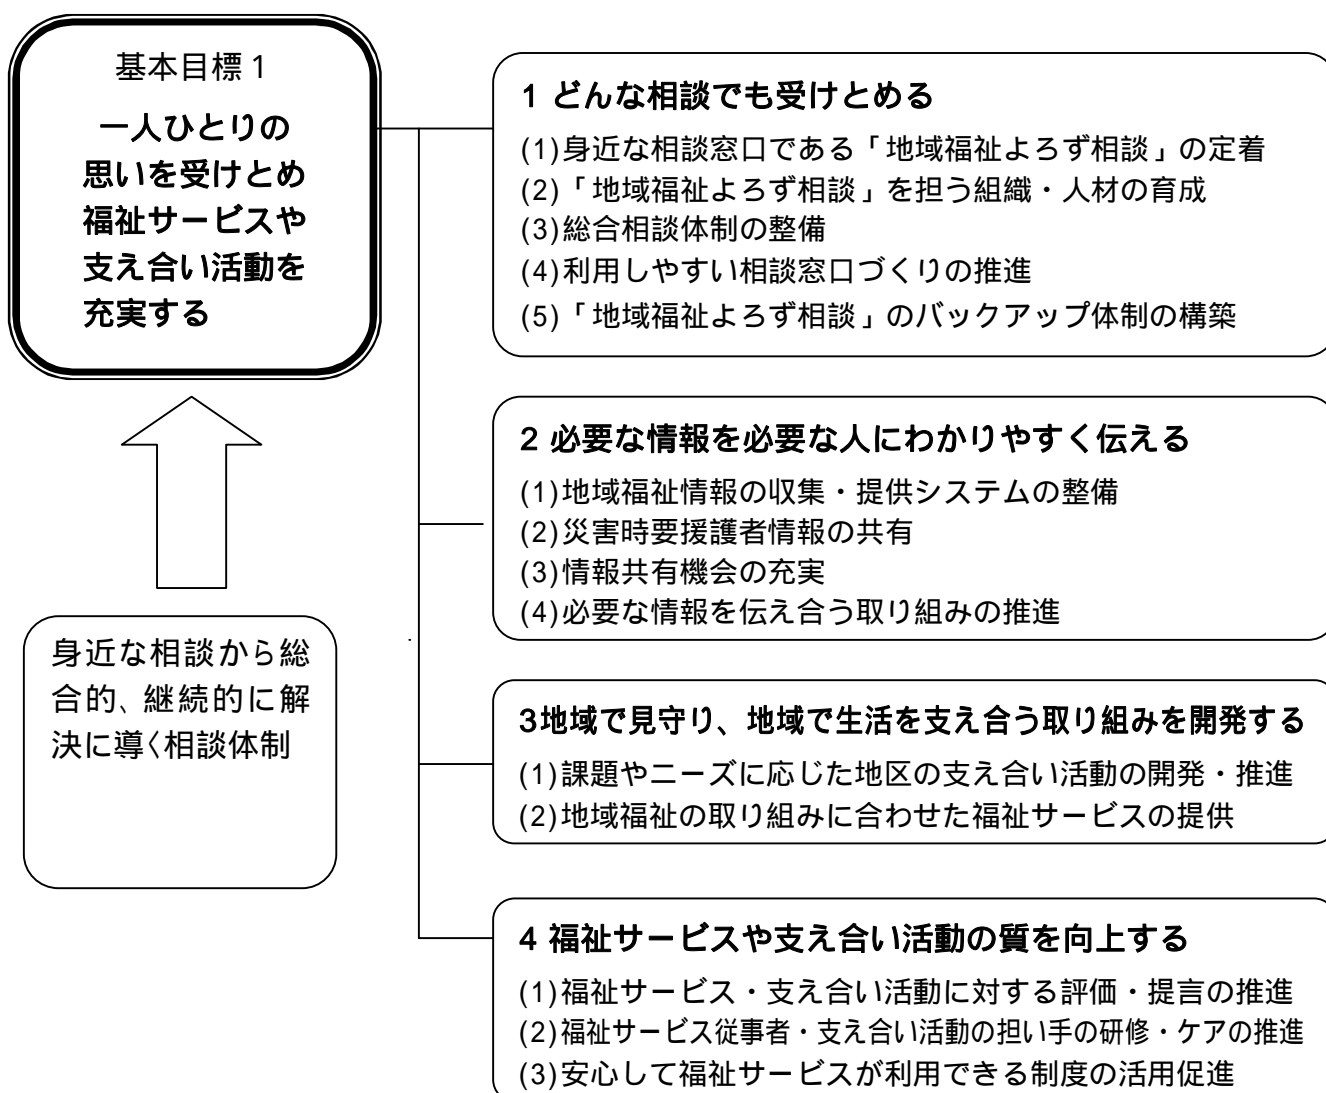 基本目標1
一人ひとりの
思いを受けとめ
福祉サービスや
支え合い活動を
充実する
身近な相談から総
合的、継続的に解
決に導く相談体制
1 どんな相談でも受けとめる
(1)身近な相談窓口である「地域福祉よろず相談」の定着
(2)「地域福祉よろず相談」を担う組織・人材の育成
(3)総合相談体制の整備
(4)利用しやすい相談窓口づくりの推進
(5)「地域福祉よろず相談」のバックアップ体制の構築
2 必要な情報を必要な人にわかりやすく伝える
(1)地域福祉情報の収集・提供システムの整備
(2)災害時要援護者情報の共有
(3)情報共有機会の充実
(4)必要な情報を伝え合う取り組みの推進
3地域で見守り、地域で生活を支え合う取り組みを開発する
(1)課題やニーズに応じた地区の支え合い活動の開発・推進
(2)地域福祉の取り組みに合わせた福祉サービスの提供
4 福祉サービスや支え合い活動の質を向上する
(1)福祉サービス・支え合い活動に対する評価・提言の推進
(2)福祉サービス従事者・支え合い活動の担い手の研修・ケアの推進
(3)安心して福祉サービスが利用できる制度の活用促進